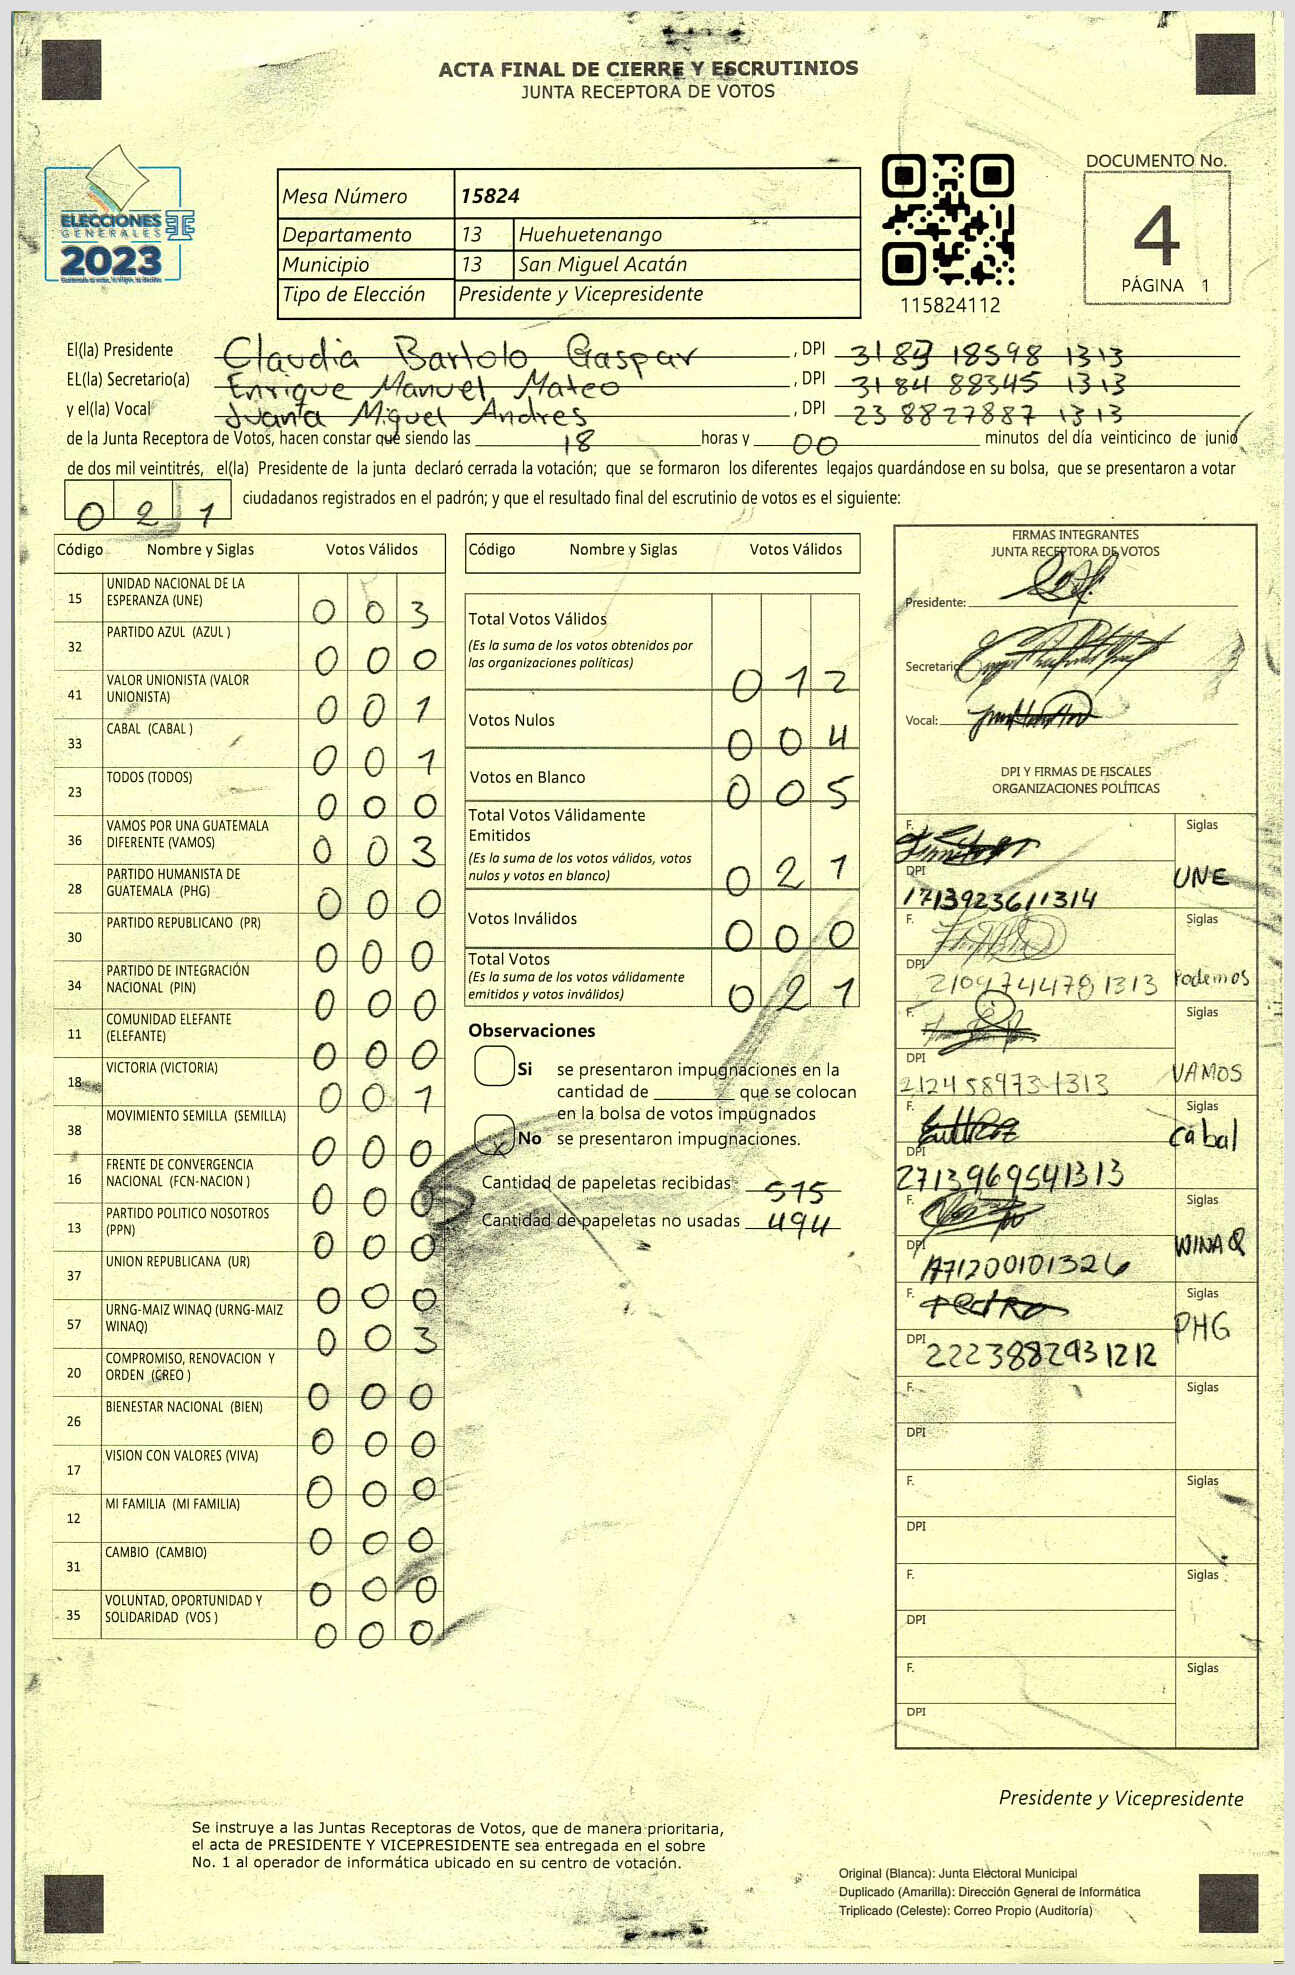 ACTA FINAL DE CIERRE Y ESCRUTINIOS
JUNTA RECEPTORA DE VOTOS
ELECCIONES
GENERALES
2023
Mesa Número 15824
Departamento 13 Huehuetenango
Municipio 13 San Miguel Acatán
Tipo de Elección Presidente y Vicepresidente
115824112
DOCUMENTO No.
4
PÁGINA 1
El(la) Presidente Claudia Bartolo Gaspar , DPI 3183 18598 1313
EL(la) Secretario(a) Enrique Manuel Mateo , DPI 3184 88345 1313
y el(la) Vocal Juana Miguel Andres , DPI 23 8827887 1313
de la Junta Receptora de Votos, hacen constar que siendo las 18 horas y 00 minutos del día veinticinco de junio
de dos mil veintitrés, el(la) Presidente de la junta declaró cerrada la votación; que se formaron los diferentes legajos guardándose en su bolsa, que se presentaron a votar
0 2 1 ciudadanos registrados en el padrón; y que el resultado final del escrutinio de votos es el siguiente:
Código Nombre y Siglas Votos Válidos
15 UNIDAD NACIONAL DE LA ESPERANZA (UNE) 0 0 3
32 PARTIDO AZUL (AZUL ) 0 0 0
41 VALOR UNIONISTA (VALOR UNIONISTA) 0 0 1
33 CABAL (CABAL ) 0 0 1
23 TODOS (TODOS) 0 0 0
36 VAMOS POR UNA GUATEMALA DIFERENTE (VAMOS) 0 0 3
28 PARTIDO HUMANISTA DE GUATEMALA (PHG) 0 0 0
30 PARTIDO REPUBLICANO (PR) 0 0 0
34 PARTIDO DE INTEGRACIÓN NACIONAL (PIN) 0 0 0
11 COMUNIDAD ELEFANTE (ELEFANTE) 0 0 0
18 VICTORIA (VICTORIA) 0 0 1
38 MOVIMIENTO SEMILLA (SEMILLA) 0 0 0
16 FRENTE DE CONVERGENCIA NACIONAL (FCN-NACION ) 0 0 0
13 PARTIDO POLITICO NOSOTROS (PPN) 0 0 0
37 UNION REPUBLICANA (UR) 0 0 0
57 URNG-MAIZ WINAQ (URNG-MAIZ WINAQ) 0 0 3
20 COMPROMISO, RENOVACION Y ORDEN (CREO ) 0 0 0
26 BIENESTAR NACIONAL (BIEN) 0 0 0
17 VISION CON VALORES (VIVA) 0 0 0
12 MI FAMILIA (MI FAMILIA) 0 0 0
31 CAMBIO (CAMBIO) 0 0 0
35 VOLUNTAD, OPORTUNIDAD Y SOLIDARIDAD (VOS ) 0 0 0
Código Nombre y Siglas Votos Válidos
Total Votos Válidos
(Es la suma de los votos obtenidos por
las organizaciones políticas) 0 1 2
Votos Nulos 0 0 4
Votos en Blanco 0 0 5
Total Votos Válidamente
Emitidos
(Es la suma de los votos válidos, votos
nulos y votos en blanco) 0 2 1
Votos Inválidos 0 0 0
Total Votos
(Es la suma de los votos válidamente
emitidos y votos inválidos) 0 2 1
Observaciones
Si se presentaron impugnaciones en la
cantidad de ________ que se colocan
en la bolsa de votos impugnados
X No se presentaron impugnaciones.
Cantidad de papeletas recibidas 515
Cantidad de papeletas no usadas 494
FIRMAS INTEGRANTES
JUNTA RECEPTORA DE VOTOS
Presidente:
Secretario
Vocal:
DPI Y FIRMAS DE FISCALES
ORGANIZACIONES POLÍTICAS
F. Siglas
DPI UNE
1713923611314
F. Siglas
DPI Podemos
2109744781313
F. Siglas
DPI VAMOS
212458973 1313
F. Siglas
DPI Cabal
2713969541313
F. Siglas
DPI WINAQ
1771200101326
F. Pedro Siglas
PHG
DPI 2223882931212
F. Siglas
DPI
F. Siglas
DPI
F. Siglas
DPI
F. Siglas
DPI
Presidente y Vicepresidente
Se instruye a las Juntas Receptoras de Votos, que de manera prioritaria,
el acta de PRESIDENTE Y VICEPRESIDENTE sea entregada en el sobre
No. 1 al operador de informática ubicado en su centro de votación.
Original (Blanca): Junta Electoral Municipal
Duplicado (Amarilla): Dirección General de Informática
Triplicado (Celeste): Correo Propio (Auditoría)